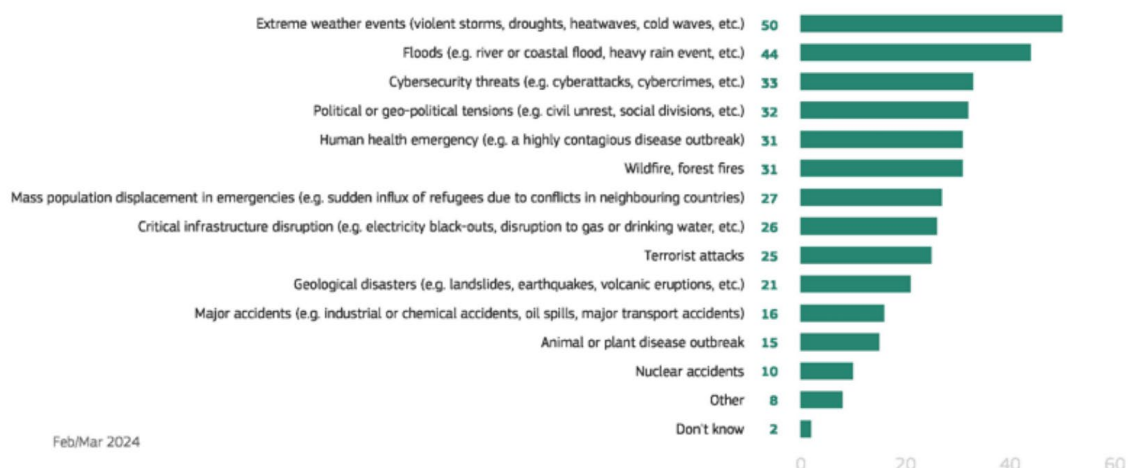 Extreme weather events (violent storms, droughts, heatwaves, cold waves, etc.) 50
Floods (e.g. river or coastal flood, heavy rain event, etc.) 44
Cybersecurity threats (e.g. cyberattacks, cybercrimes, etc.) 33
Political or geo-political tensions (e.g. civil unrest, social divisions, etc.) 32
Human health emergency (e.g. a highly contagious disease outbreak) 31
Wildfire, forest fires 31
Mass population displacement in emergencies (e.g. sudden influx of refugees due to conflicts in neighbouring countries) 27
Critical infrastructure disruption (e.g. electricity black-outs, disruption to gas or drinking water, etc.) 26
Terrorist attacks 25
Geological disasters (e.g. landslides, earthquakes, volcanic eruptions, etc.) 21
Major accidents (e.g. industrial or chemical accidents, oil spills, major transport accidents) 16
Animal or plant disease outbreak 15
Nuclear accidents 10
Other 8
Don't know 2
Feb/Mar 2024
0 20 40 60